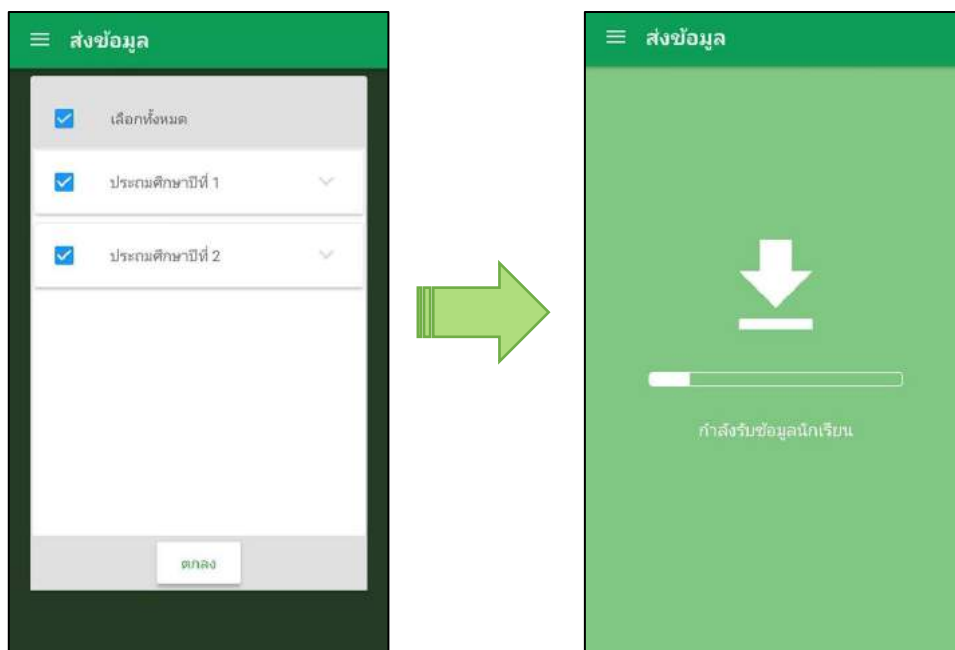 ส่งข้อมูล
เลือกทั้งหมด
ประถมศึกษาปีที่ 1
ประถมศึกษาปีที่ 2
ตกลง
ส่งข้อมูล
กำลังรับข้อมูลนักเรียน